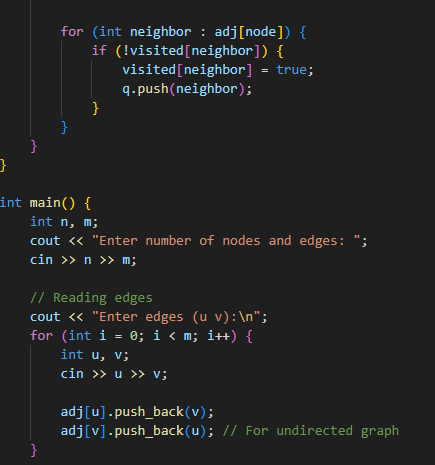 for (int neighbor : adj[node]) {
if (!visited[neighbor]) {
visited[neighbor] = true;
q.push(neighbor);
}
}
}
}
int main() {
int n, m;
cout << "Enter number of nodes and edges: ";
cin >> n >> m;
// Reading edges
cout << "Enter edges (u v):\n";
for (int i = 0; i < m; i++) {
int u, v;
cin >> u >> v;
adj[u].push_back(v);
adj[v].push_back(u); // For undirected graph
}